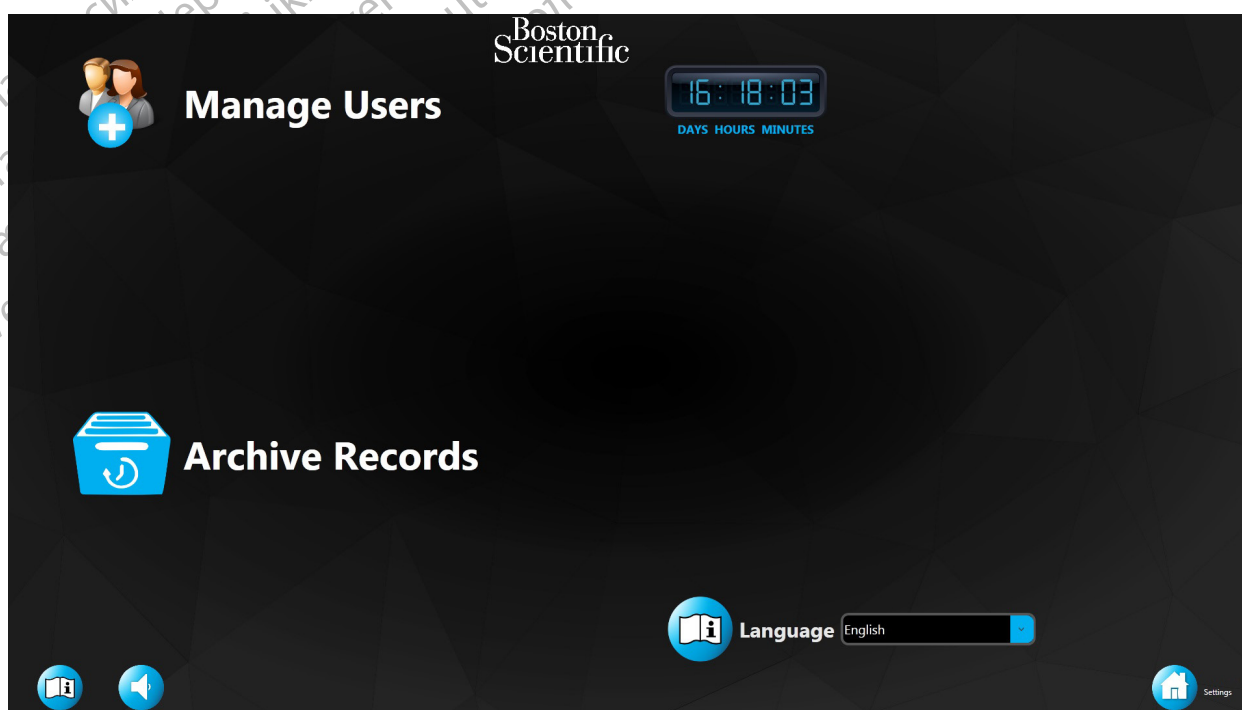 Boston
Scientific
Manage Users
16:18:03
DAYS HOURS MINUTES
Archive Records
Language English
Settings